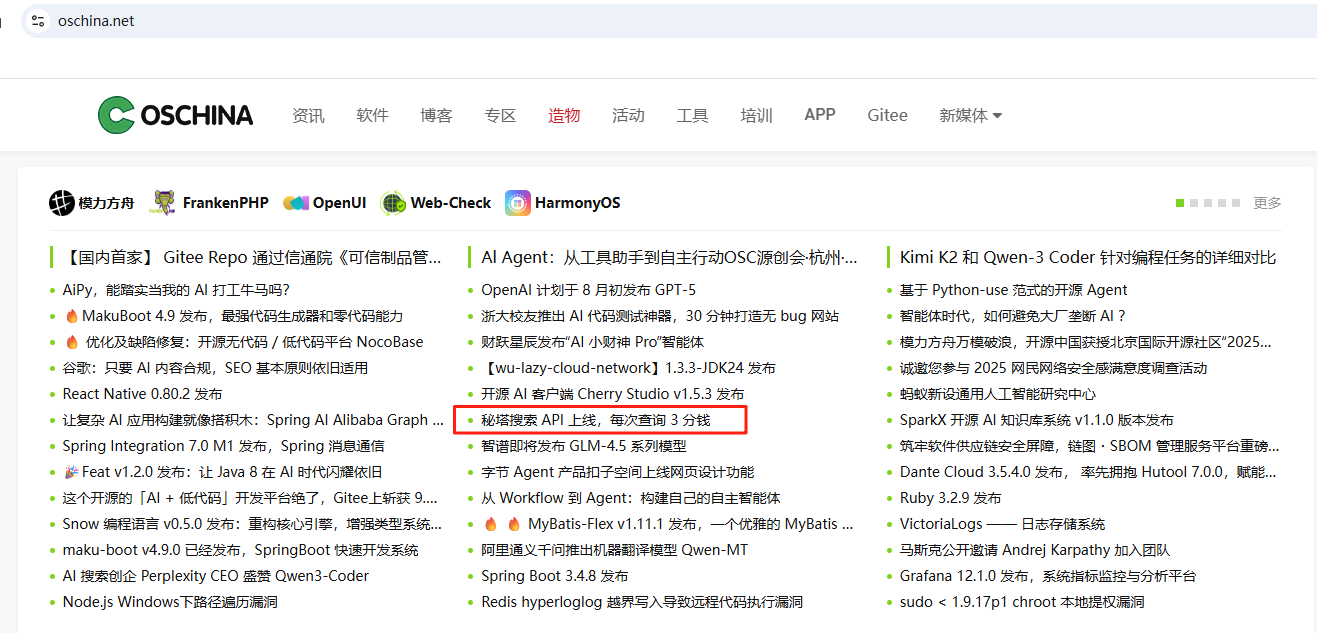 oschina.net
OSCHINA
资讯 软件 博客 专区 造物 活动 工具 培训 APP Gitee 新媒体
模力方舟 FrankenPHP OpenUI Web-Check HarmonyOS 更多
【国内首家】 Gitee Repo 通过信通院《可信制品管...
AiPy，能踏实当我的 AI 打工牛马吗?
MakuBoot 4.9 发布，最强代码生成器和零代码能力
优化及缺陷修复：开源无代码 / 低代码平台 NocoBase
谷歌：只要 AI 内容合规，SEO 基本原则依旧适用
React Native 0.80.2 发布
让复杂 AI 应用构建就像搭积木：Spring AI Alibaba Graph ...
Spring Integration 7.0 M1 发布，Spring 消息通信
Feat v1.2.0 发布：让 Java 8 在 AI 时代闪耀依旧
这个开源的「AI + 低代码」开发平台绝了，Gitee上斩获 9....
Snow 编程语言 v0.5.0 发布：重构核心引擎，增强类型系统...
maku-boot v4.9.0 已经发布，SpringBoot 快速开发系统
AI 搜索创企 Perplexity CEO 盛赞 Qwen3-Coder
Node.js Windows下路径遍历漏洞
AI Agent：从工具助手到自主行动OSC源创会·杭州·...
OpenAI 计划于 8 月初发布 GPT-5
浙大校友推出 AI 代码测试神器，30 分钟打造无 bug 网站
财跃星辰发布“AI 小财神 Pro”智能体
【wu-lazy-cloud-network】1.3.3-JDK24 发布
开源 AI 客户端 Cherry Studio v1.5.3 发布
秘塔搜索 API 上线，每次查询 3 分钱
智谱即将发布 GLM-4.5 系列模型
字节 Agent 产品扣子空间上线网页设计功能
从 Workflow 到 Agent：构建自己的自主智能体
MyBatis-Flex v1.11.1 发布，一个优雅的 MyBatis ...
阿里通义千问推出机器翻译模型 Qwen-MT
Spring Boot 3.4.8 发布
Redis hyperloglog 越界写入导致远程代码执行漏洞
Kimi K2 和 Qwen-3 Coder 针对编程任务的详细对比
基于 Python-use 范式的开源 Agent
智能体时代，如何避免大厂垄断 AI ?
模力方舟万模破浪，开源中国获授北京国际开源社区“2025...
诚邀您参与 2025 网民网络安全感满意度调查活动
蚂蚁新设通用人工智能研究中心
SparkX 开源 AI 知识库系统 v1.1.0 版本发布
筑牢软件供应链安全屏障，链图・SBOM 管理服务平台重磅...
Dante Cloud 3.5.4.0 发布， 率先拥抱 Hutool 7.0.0，赋能...
Ruby 3.2.9 发布
VictoriaLogs —— 日志存储系统
马斯克公开邀请 Andrej Karpathy 加入团队
Grafana 12.1.0 发布，系统指标监控与分析平台
sudo < 1.9.17p1 chroot 本地提权漏洞